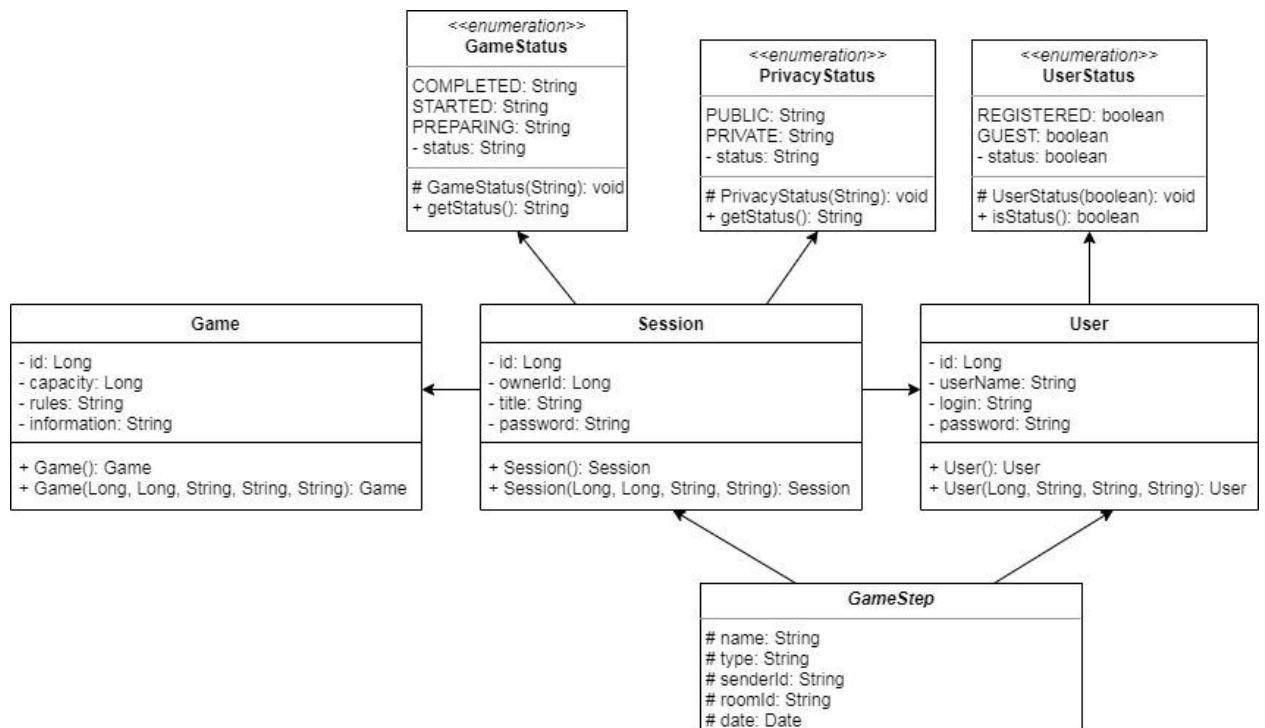 <<enumeration>>
GameStatus
COMPLETED: String
STARTED: String
PREPARING: String
- status: String
# GameStatus(String): void
+ getStatus(): String
<<enumeration>>
PrivacyStatus
PUBLIC: String
PRIVATE: String
- status: String
# PrivacyStatus(String): void
+ getStatus(): String
<<enumeration>>
UserStatus
REGISTERED: boolean
GUEST: boolean
- status: boolean
# UserStatus(boolean): void
+ isStatus(): boolean
Game
- id: Long
- capacity: Long
- rules: String
- information: String
+ Game(): Game
+ Game(Long, Long, String, String, String): Game
Session
- id: Long
- ownerId: Long
- title: String
- password: String
+ Session(): Session
+ Session(Long, Long, String, String): Session
User
- id: Long
- userName: String
- login: String
- password: String
+ User(): User
+ User(Long, String, String, String): User
GameStep
# name: String
# type: String
# senderId: String
# roomId: String
# date: Date